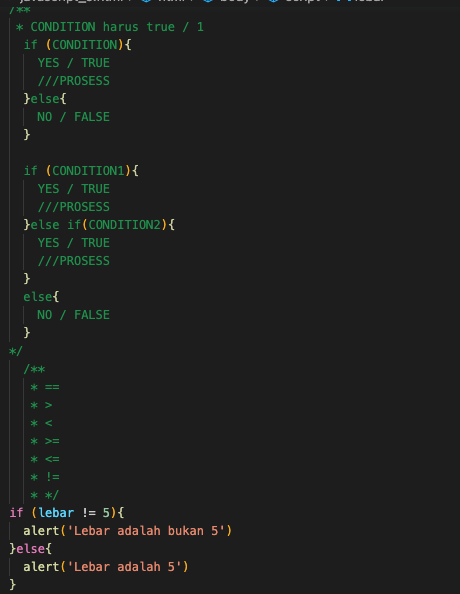 /**
* CONDITION harus true / 1
if (CONDITION){
YES / TRUE
///PROSESS
}else{
NO / FALSE
}
if (CONDITION1){
YES / TRUE
///PROSESS
}else if(CONDITION2){
YES / TRUE
///PROSESS
}
else{
NO / FALSE
}
*/
/**
* ==
* >
* <
* >=
* <=
* !=
* */
if (lebar != 5){
alert('Lebar adalah bukan 5')
}else{
alert('Lebar adalah 5')
}